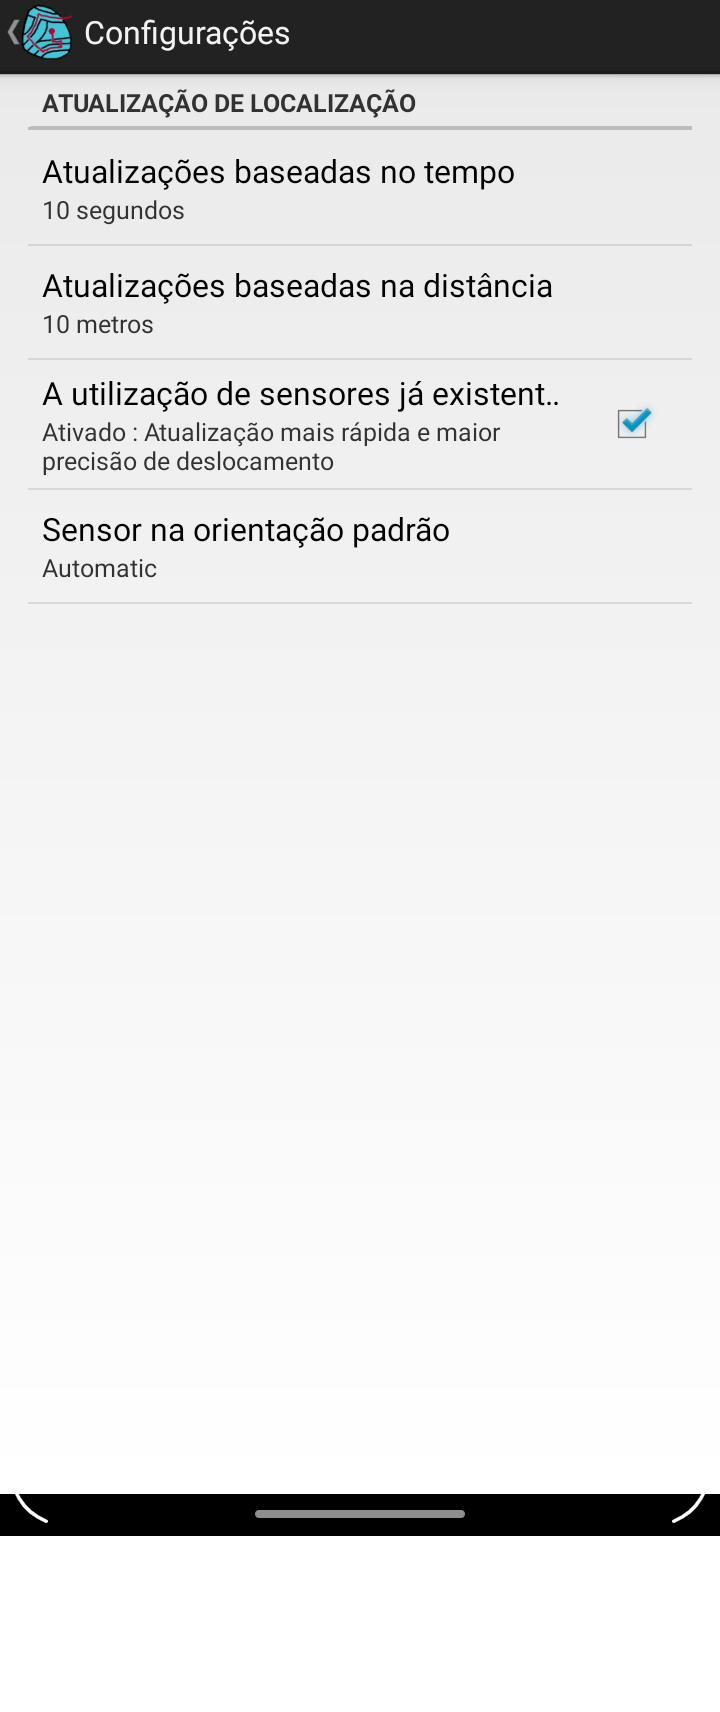 Configurações
ATUALIZAÇÃO DE LOCALIZAÇÃO
Atualizações baseadas no tempo
10 segundos
Atualizações baseadas na distância
10 metros
A utilização de sensores já existent..
Ativado : Atualização mais rápida e maior
precisão de deslocamento
Sensor na orientação padrão
Automatic